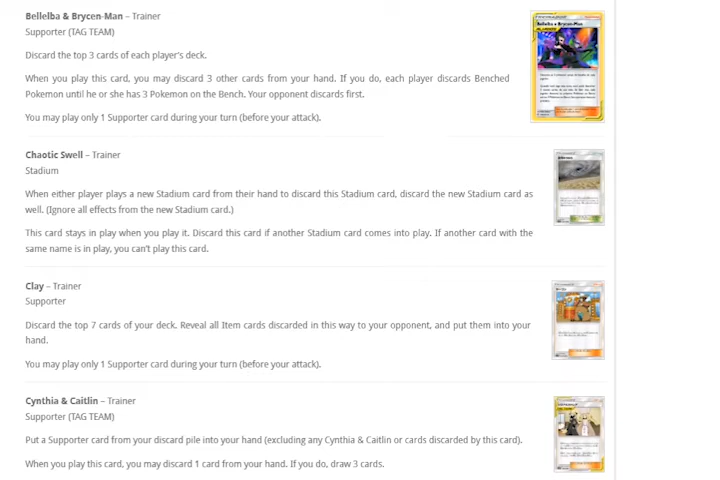 Bellelba & Brycen-Man – Trainer
Supporter (TAG TEAM)
Discard the top 3 cards of each player's deck.
When you play this card, you may discard 3 other cards from your hand. If you do, each player discards Benched
Pokemon until he or she has 3 Pokemon on the Bench. Your opponent discards first.
You may play only 1 Supporter card during your turn (before your attack).
Bellelba e Brycen-Man
Chaotic Swell – Trainer
Stadium
When either player plays a new Stadium card from their hand to discard this Stadium card, discard the new Stadium card as
well. (Ignore all effects from the new Stadium card.)
This card stays in play when you play it. Discard this card if another Stadium card comes into play. If another card with the
same name is in play, you can't play this card.
Clay – Trainer
Supporter
Discard the top 7 cards of your deck. Reveal all Item cards discarded in this way to your opponent, and put them into your
hand.
You may play only 1 Supporter card during your turn (before your attack).
Cynthia & Caitlin – Trainer
Supporter (TAG TEAM)
Put a Supporter card from your discard pile into your hand (excluding any Cynthia & Caitlin or cards discarded by this card).
When you play this card, you may discard 1 card from your hand. If you do, draw 3 cards.